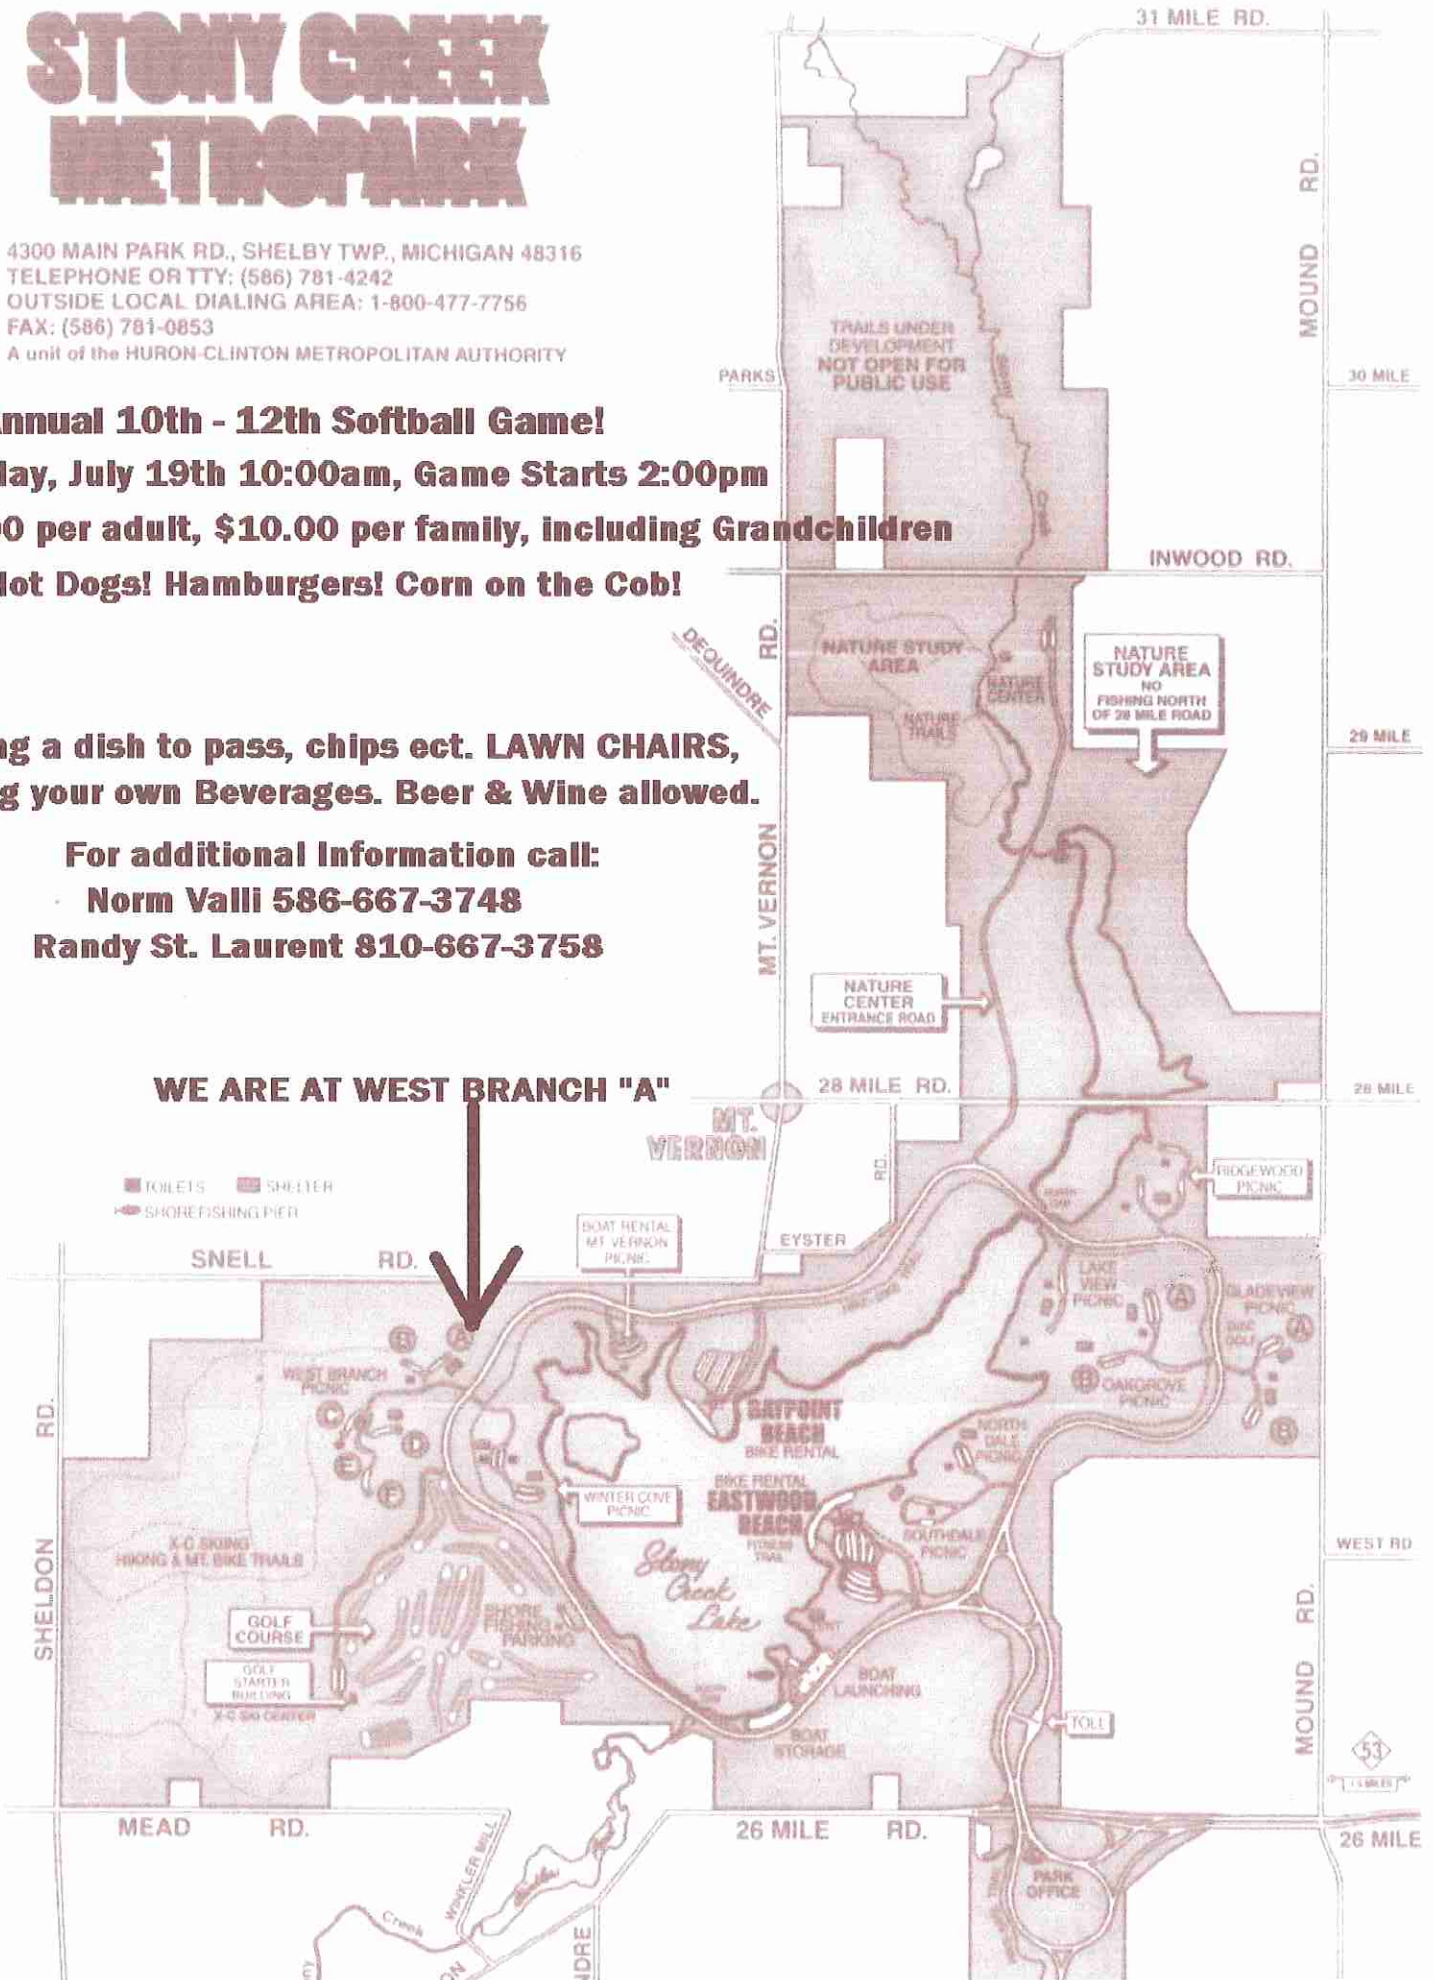 STONY CREEK
METROPARK
4300 MAIN PARK RD., SHELBY TWP., MICHIGAN 48316
TELEPHONE OR TTY: (586) 781-4242
OUTSIDE LOCAL DIALING AREA: 1-800-477-7756
FAX: (586) 781-0853
A unit of the HURON-CLINTON METROPOLITAN AUTHORITY
nnual 10th - 12th Softball Game!
lay, July 19th 10:00am, Game Starts 2:00pm
0 per adult, $10.00 per family, including Grandchildren
Hot Dogs! Hamburgers! Corn on the Cob!
ng a dish to pass, chips ect. LAWN CHAIRS,
g your own Beverages. Beer & Wine allowed.
For additional Information call:
Norm Valli 586-667-3748
Randy St. Laurent 810-667-3758
WE ARE AT WEST BRANCH "A"
31 MILE RD.
MOUND RD.
TRAILS UNDER
DEVELOPMENT
NOT OPEN FOR
PUBLIC USE
PARKS
30 MILE
Stony
Creek
INWOOD RD.
DEQUINDRE
RD.
NATURE STUDY
AREA
NATURE
CENTER
NATURE
TRAILS
NATURE
STUDY AREA
NO
FISHING NORTH
OF 28 MILE ROAD
29 MILE
MT. VERNON
NATURE
CENTER
ENTRANCE ROAD
28 MILE RD.
28 MILE
MT.
VERNON
RD.
TOILETS
SHELTER
SHOREFISHING PIER
RIDGEWOOD
PICNIC
BOAT RENTAL
MT VERNON
PICNIC
EYSTER
SNELL RD.
LAKE
VIEW
PICNIC
A
GLADEVIEW
PICNIC
DISC
GOLF
A
B
B
OAKGROVE
PICNIC
B
A
WEST BRANCH
PICNIC
C
D
E
F
BAYPOINT
BEACH
BIKE RENTAL
NORTH
DALE
PICNIC
BIKE RENTAL
EASTWOOD
BEACH
FITNESS
TRAIL
WINTER COVE
PICNIC
SOUTHDALE
PICNIC
Stony
Creek
Lake
X-C SKIING
HIKING & MT. BIKE TRAILS
SHELDON RD.
WEST RD
GOLF
COURSE
SHORE
FISHING
PARKING
GOLF
STARTER
BUILDING
X-C SKI CENTER
BOAT
LAUNCHING
BOAT
STORAGE
TOLL
MOUND RD.
53
MEAD RD.
26 MILE RD.
26 MILE
WINKLER MILL
PARK
OFFICE
Creek
NDRE
ON